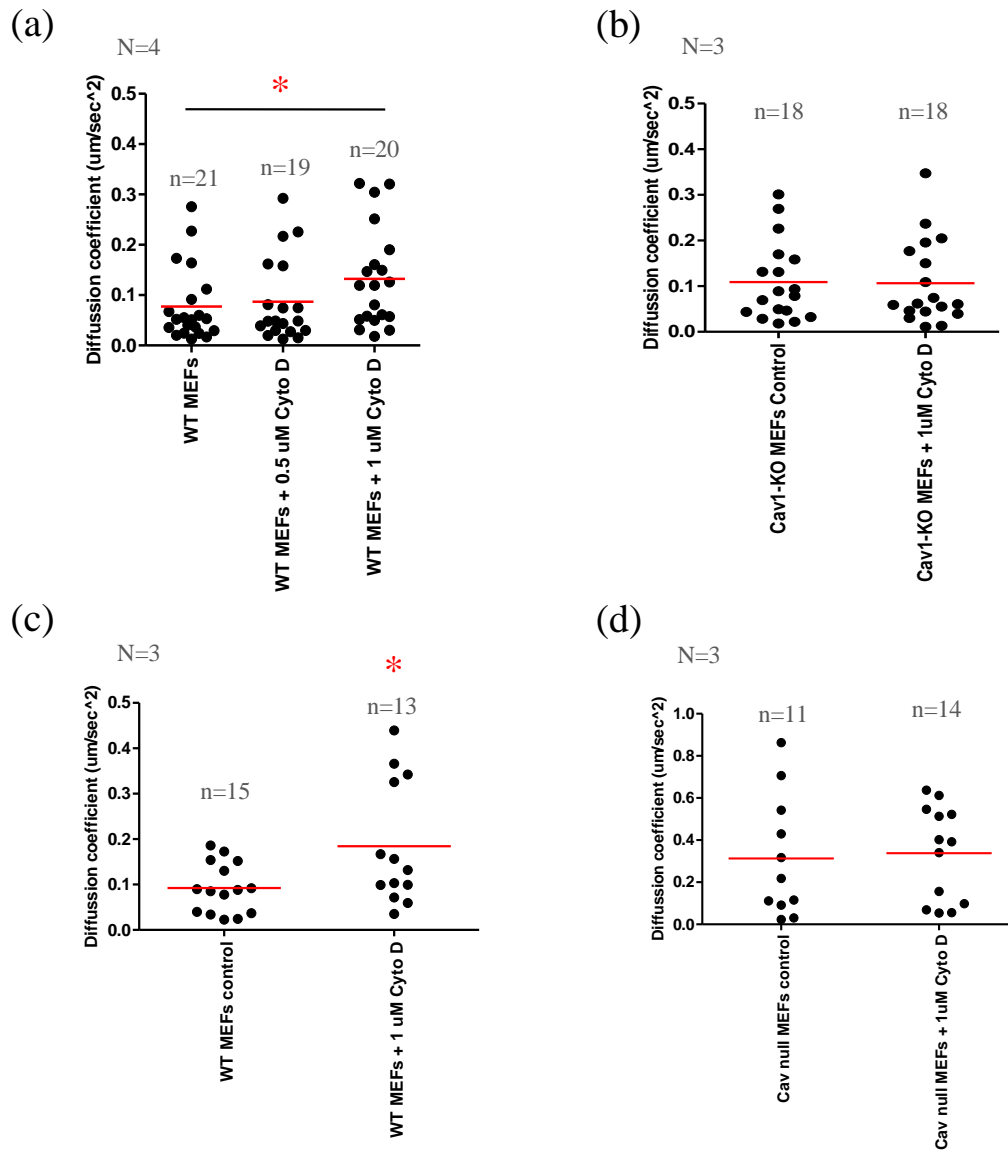 (a)
N=4
*
Diffussion coefficient (um/sec^2)
0.5
0.4
0.3
0.2
0.1
0.0
n=21
n=19
n=20
WT MEFs
WT MEFs + 0.5 uM Cyto D
WT MEFs + 1 uM Cyto D
(b)
N=3
Diffussion coefficient (um/sec^2)
0.5
0.4
0.3
0.2
0.1
0.0
n=18
n=18
Cav1-KO MEFs Control
Cav1-KO MEFs + 1uM Cyto D
(c)
N=3
*
Diffussion coefficient (um/sec^2)
0.5
0.4
0.3
0.2
0.1
0.0
n=15
n=13
WT MEFs control
WT MEFs + 1 uM Cyto D
(d)
N=3
Diffussion coefficient (um/sec^2)
1.0
0.8
0.6
0.4
0.2
0.0
n=11
n=14
Cav null MEFs control
Cav null MEFs + 1uM Cyto D